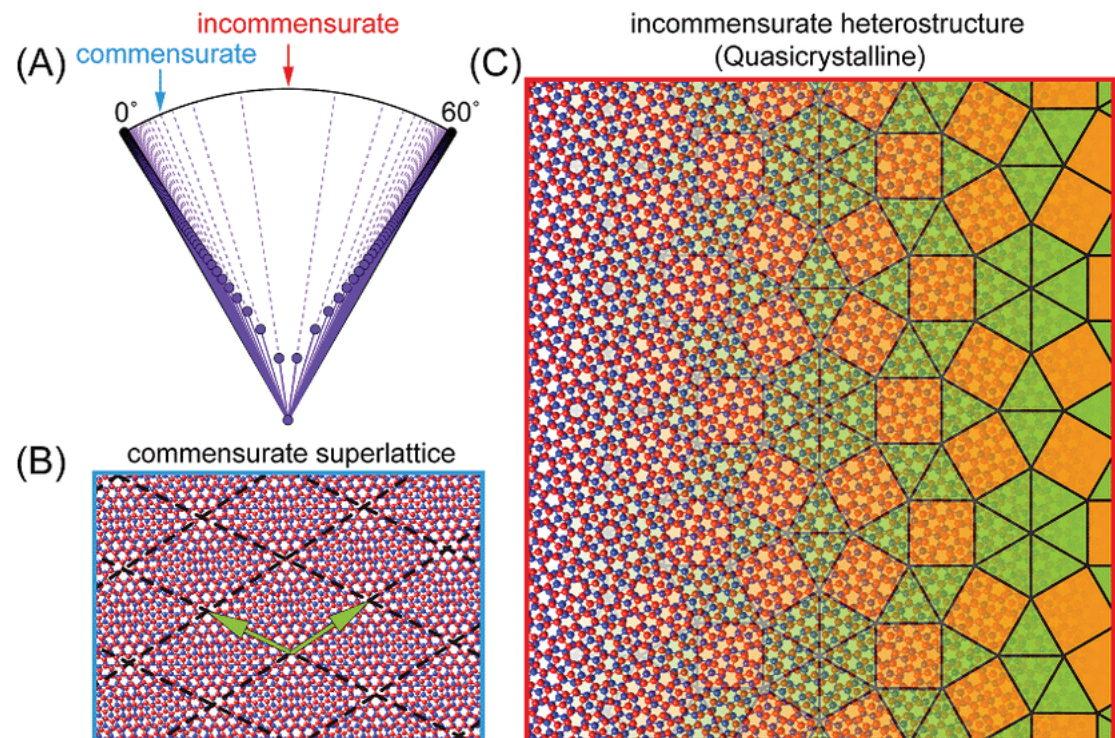 (A)
incommensurate
commensurate
0°
60°
(B)
commensurate superlattice
incommensurate heterostructure
(C)
(Quasicrystalline)